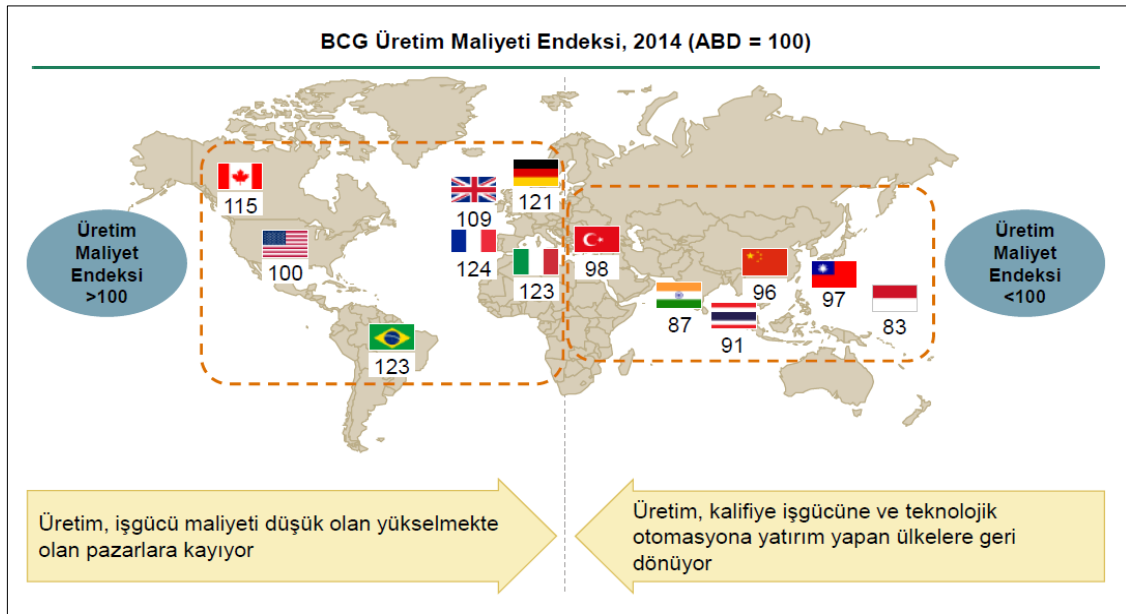 BCG Üretim Maliyeti Endeksi, 2014 (ABD = 100)
115
100
123
109
124
121
123
98
87
91
96
97
83
Üretim
Maliyet
Endeksi
>100
Üretim
Maliyet
Endeksi
<100
Üretim, işgücü maliyeti düşük olan yükselmekte
olan pazarlara kayıyor
Üretim, kalifiye işgücüne ve teknolojik
otomasyona yatırım yapan ülkelere geri
dönüyor